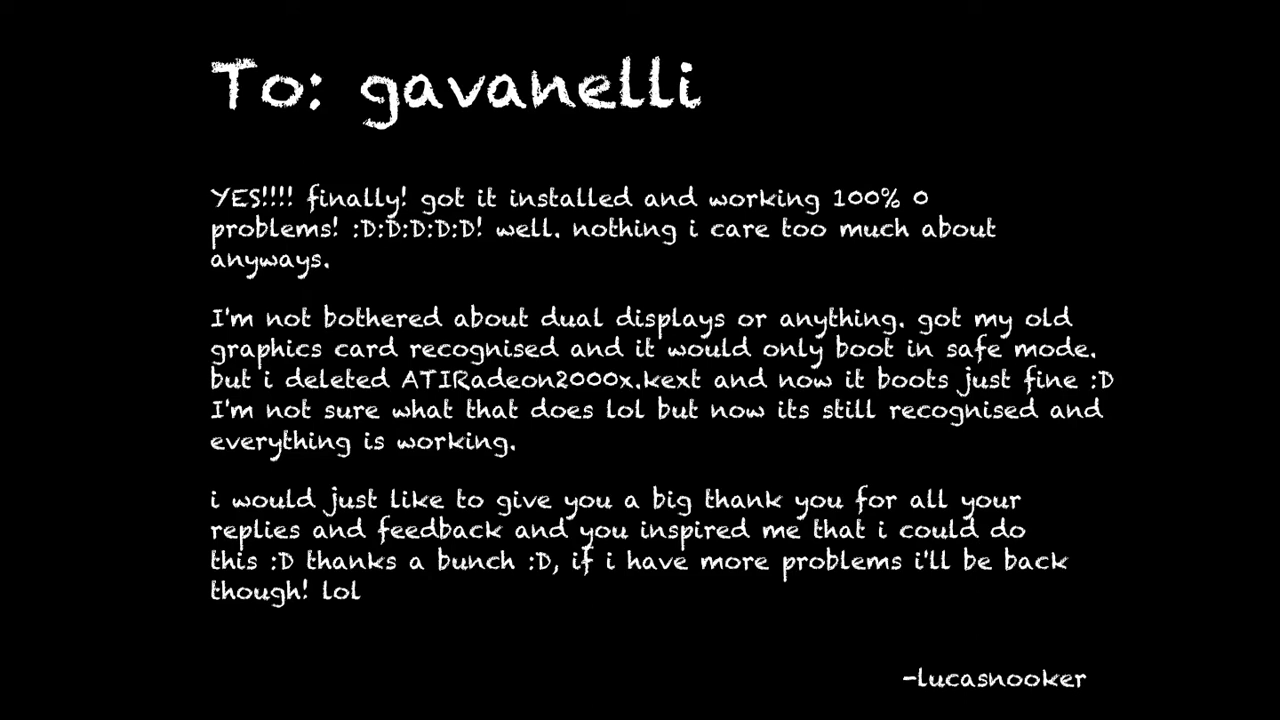 To: gavanelli
YES!!!! finally! got it installed and working 100% 0
problems! :D:D:D:D:D! well. nothing i care too much about
anyways.
I'm not bothered about dual displays or anything. got my old
graphics card recognised and it would only boot in safe mode.
but i deleted ATIRadeon2000x.kext and now it boots just fine :D
I'm not sure what that does lol but now its still recognised and
everything is working.
i would just like to give you a big thank you for all your
replies and feedback and you inspired me that i could do
this :D thanks a bunch :D, if i have more problems i'll be back
though! lol
-lucasnooker